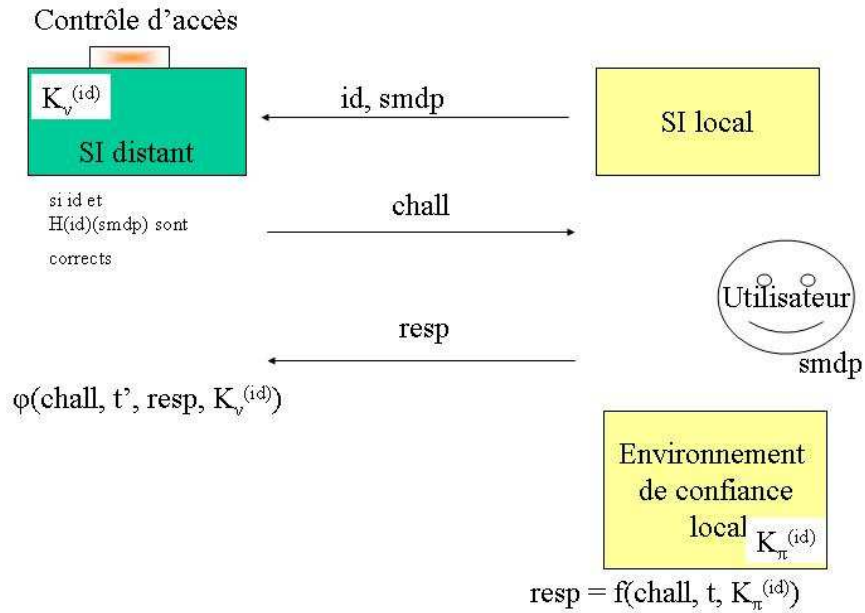 Contrôle d'accès
K_v^(id)
SI distant
id, smdp
SI local
si id et
H(id)(smdp) sont
corrects
chall
Utilisateur
smdp
resp
φ(chall, t', resp, K_v^(id))
Environnement
de confiance
local
K_π^(id)
resp = f(chall, t, K_π^(id))